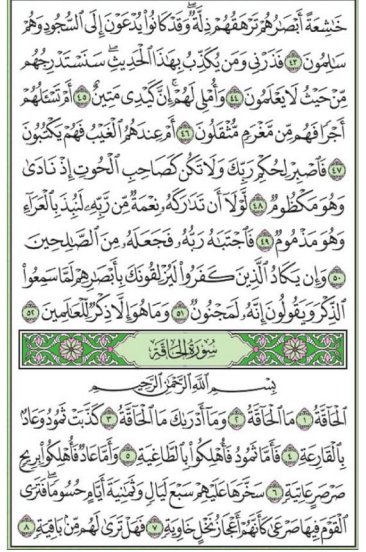 خَٰشِعَةً أَبْصَٰرُهُمْ تَرْهَقُهُمْ ذِلَّةٌ ۖ وَقَدْ كَانُوا۟ يُدْعَوْنَ إِلَى ٱلسُّجُودِ وَهُمْ
سَٰلِمُونَ ٤٣ فَذَرْنِى وَمَن يُكَذِّبُ بِهَٰذَا ٱلْحَدِيثِ ۖ سَنَسْتَدْرِجُهُم
مِّنْ حَيْثُ لَا يَعْلَمُونَ ٤٤ وَأُمْلِى لَهُمْ ۚ إِنَّ كَيْدِى مَتِينٌ ٤٥ أَمْ تَسْـَٔلُهُمْ
أَجْرًا فَهُم مِّن مَّغْرَمٍ مُّثْقَلُونَ ٤٦ أَمْ عِندَهُمُ ٱلْغَيْبُ فَهُمْ يَكْتُبُونَ
٤٧ فَٱصْبِرْ لِحُكْمِ رَبِّكَ وَلَا تَكُن كَصَاحِبِ ٱلْحُوتِ إِذْ نَادَىٰ
وَهُوَ مَكْظُومٌ ٤٨ لَّوْلَآ أَن تَدَٰرَكَهُۥ نِعْمَةٌ مِّن رَّبِّهِۦ لَنُبِذَ بِٱلْعَرَآءِ
وَهُوَ مَذْمُومٌ ٤٩ فَٱجْتَبَٰهُ رَبُّهُۥ فَجَعَلَهُۥ مِنَ ٱلصَّٰلِحِينَ
٥٠ وَإِن يَكَادُ ٱلَّذِينَ كَفَرُوا۟ لَيُزْلِقُونَكَ بِأَبْصَٰرِهِمْ لَمَّا سَمِعُوا۟
ٱلذِّكْرَ وَيَقُولُونَ إِنَّهُۥ لَمَجْنُونٌ ٥١ وَمَا هُوَ إِلَّا ذِكْرٌ لِّلْعَٰلَمِينَ ٥٢
سُورَةُ الحَاقَّةِ
بِسْمِ ٱللَّهِ ٱلرَّحْمَٰنِ ٱلرَّحِيمِ
ٱلْحَآقَّةُ ١ مَا ٱلْحَآقَّةُ ٢ وَمَآ أَدْرَىٰكَ مَا ٱلْحَآقَّةُ ٣ كَذَّبَتْ ثَمُودُ وَعَادٌۢ
بِٱلْقَارِعَةِ ٤ فَأَمَّا ثَمُودُ فَأُهْلِكُوا۟ بِٱلطَّاغِيَةِ ٥ وَأَمَّا عَادٌ فَأُهْلِكُوا۟ بِرِيحٍ
صَرْصَرٍ عَاتِيَةٍ ٦ سَخَّرَهَا عَلَيْهِمْ سَبْعَ لَيَالٍ وَثَمَٰنِيَةَ أَيَّامٍ حُسُومًا فَتَرَى
ٱلْقَوْمَ فِيهَا صَرْعَىٰ كَأَنَّهُمْ أَعْجَازُ نَخْلٍ خَاوِيَةٍ ٧ فَهَلْ تَرَىٰ لَهُم مِّنۢ بَاقِيَةٍ ٨